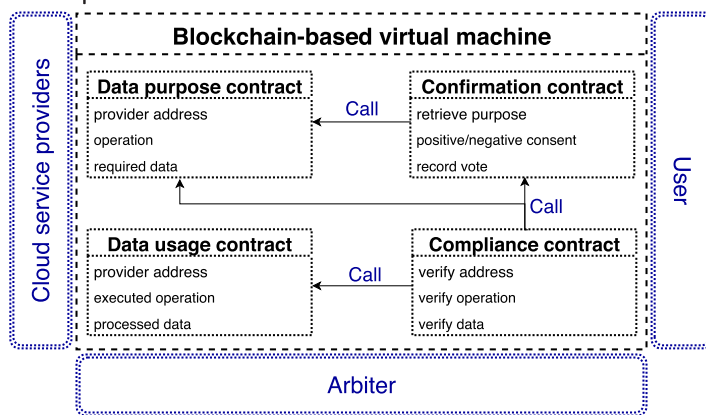 Blockchain-based virtual machine
Cloud service providers
Data purpose contract
provider address
operation
required data
Call
Confirmation contract
retrieve purpose
positive/negative consent
record vote
User
Call
Data usage contract
provider address
executed operation
processed data
Call
Compliance contract
verify address
verify operation
verify data
Arbiter